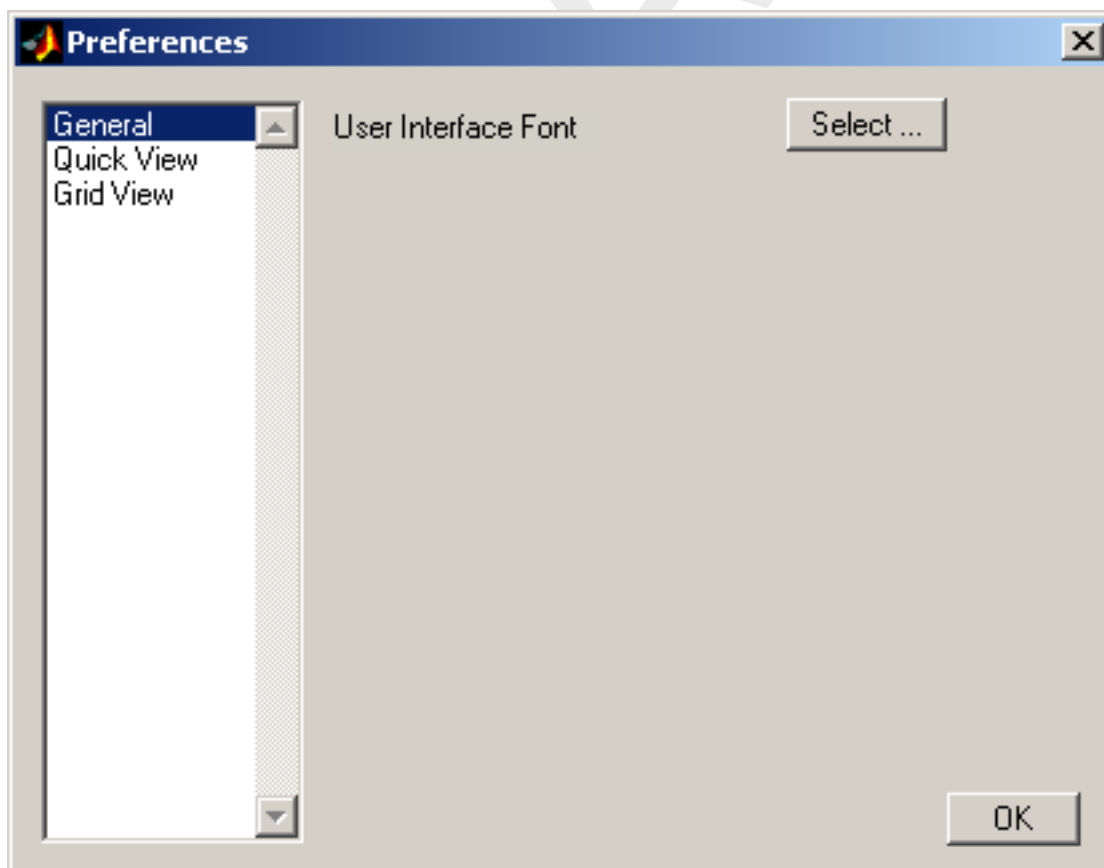 Preferences
General
Quick View
Grid View
User Interface Font
Select ...
OK